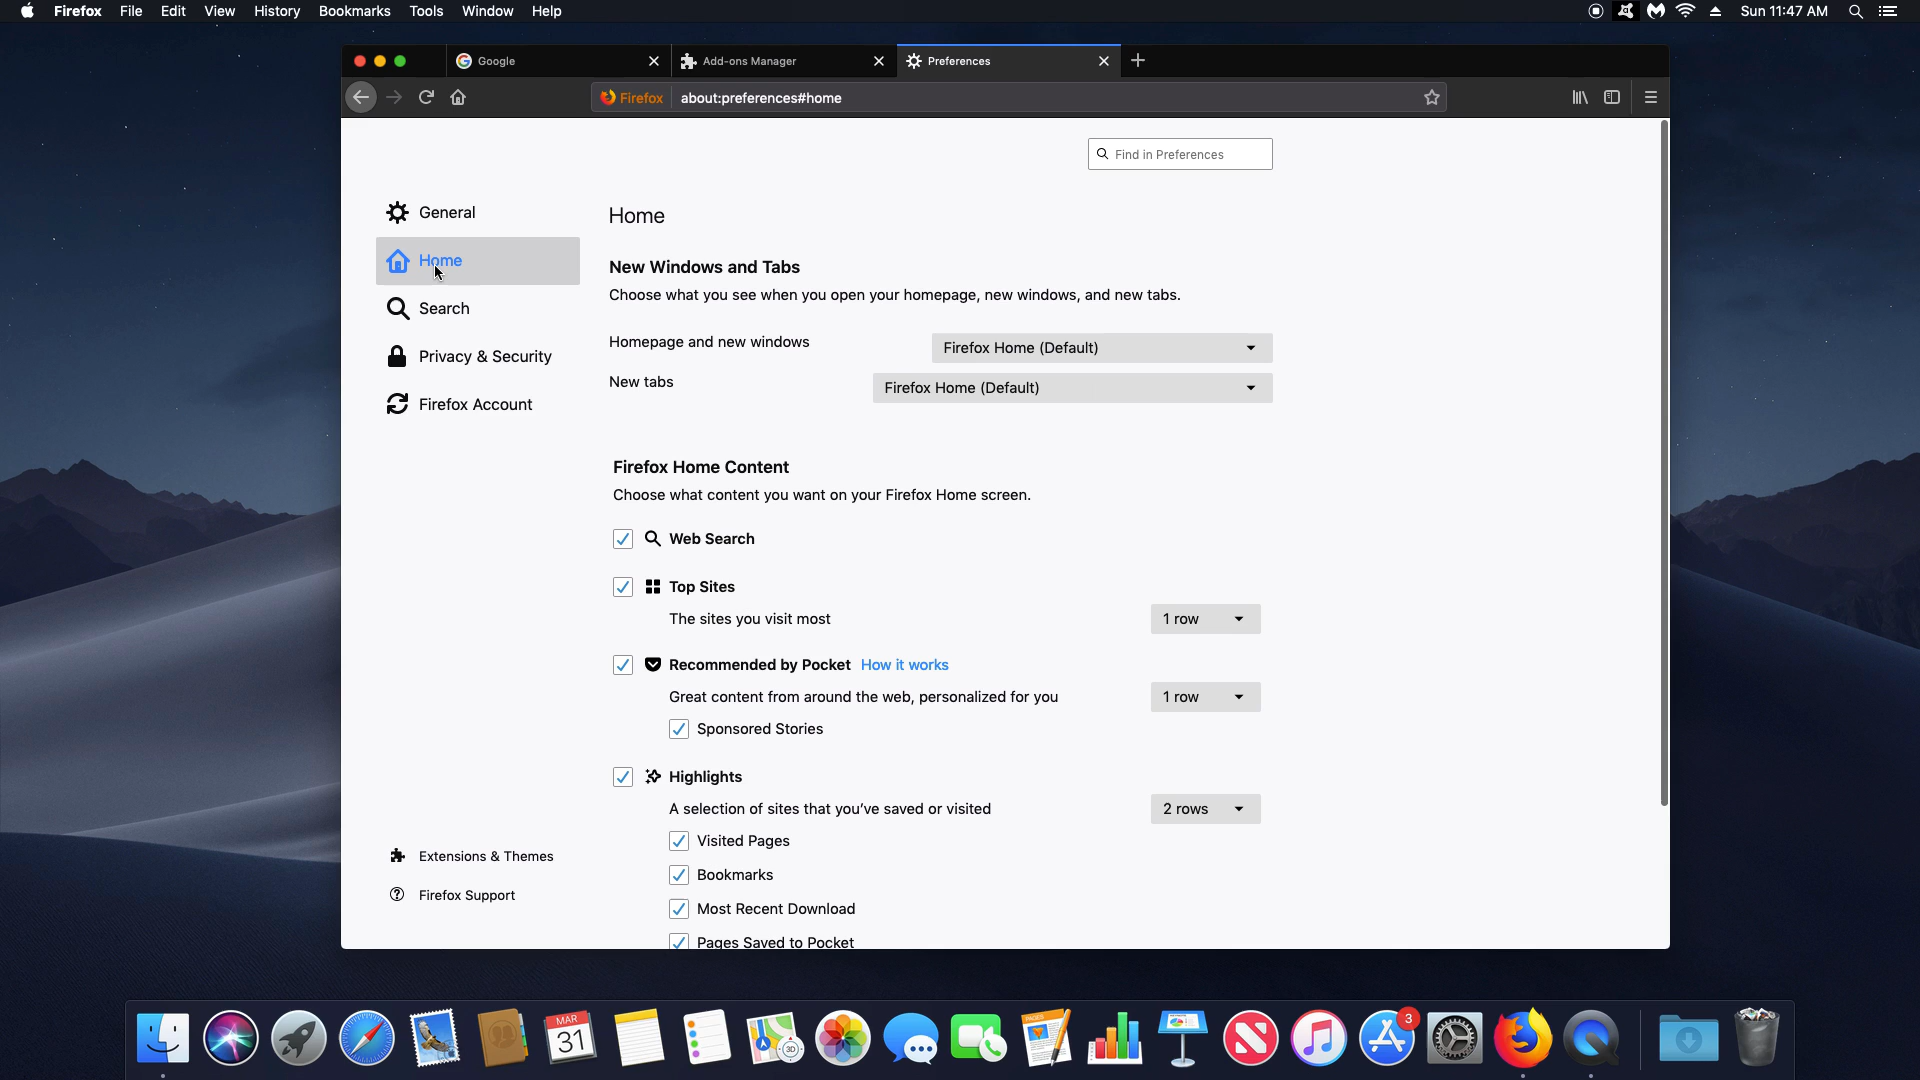 Firefox File Edit View History Bookmarks Tools Window Help
Sun 11:47 AM
Google
Add-ons Manager
Preferences
Firefox
about:preferences#home
Find in Preferences
General
Home
Search
Privacy & Security
Firefox Account
Extensions & Themes
Firefox Support
Home
New Windows and Tabs
Choose what you see when you open your homepage, new windows, and new tabs.
Homepage and new windows
Firefox Home (Default)
New tabs
Firefox Home (Default)
Firefox Home Content
Choose what content you want on your Firefox Home screen.
Web Search
Top Sites
The sites you visit most
1 row
Recommended by Pocket How it works
Great content from around the web, personalized for you
1 row
Sponsored Stories
Highlights
A selection of sites that you've saved or visited
2 rows
Visited Pages
Bookmarks
Most Recent Download
Pages Saved to Pocket
MAR
31
3D
PAGES
3